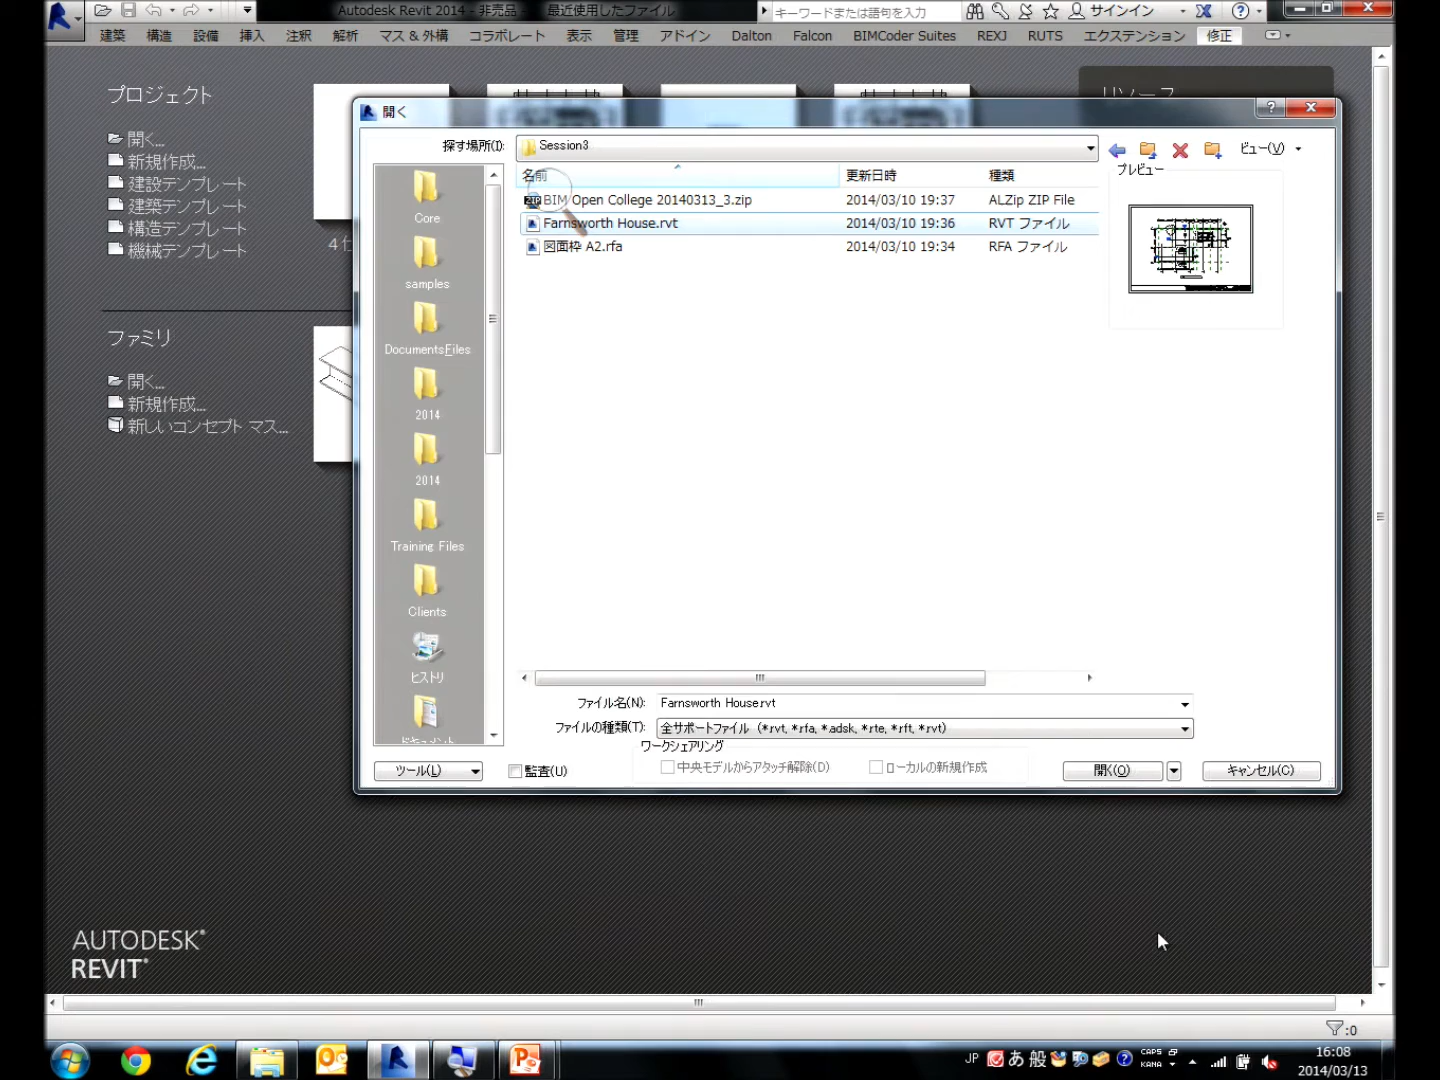 Autodesk Revit 2014 - 非売品 - 最近使用したファイル キーワードまたは語句を入力 サインイン
建築 構造 設備 挿入 注釈 解析 マス & 外構 コラボレート 表示 管理 アドイン Dalton Falcon BIMCoder Suites REXJ RUTS エクステンション 修正
プロジェクト
リソース
開く...
新規作成...
建設テンプレート
建築テンプレート
構造テンプレート
機械テンプレート
ファミリ
開く...
新規作成...
新しいコンセプト マス...
開く
探す場所(I): Session3 ビュー(V)
プレビュー
名前 更新日時 種類
BIM Open College 20140313_3.zip 2014/03/10 19:37 ALZip ZIP File
Farnsworth House.rvt 2014/03/10 19:36 RVT ファイル
図面枠 A2.rfa 2014/03/10 19:34 RFA ファイル
Core
samples
DocumentsFiles
2014
2014
Training Files
Clients
ヒストリ
ファイル名(N): Farnsworth House.rvt
ファイルの種類(T): 全サポートファイル (*.rvt, *.rfa, *.adsk, *.rte, *.rft, *.rvt)
ワークシェアリング
ツール(L) 監査(U) 中央モデルからアタッチ解除(D) ローカルの新規作成 開く(O) キャンセル(C)
AUTODESK®
REVIT®
:0
JP あ 般 CAPS KANA 16:08
2014/03/13